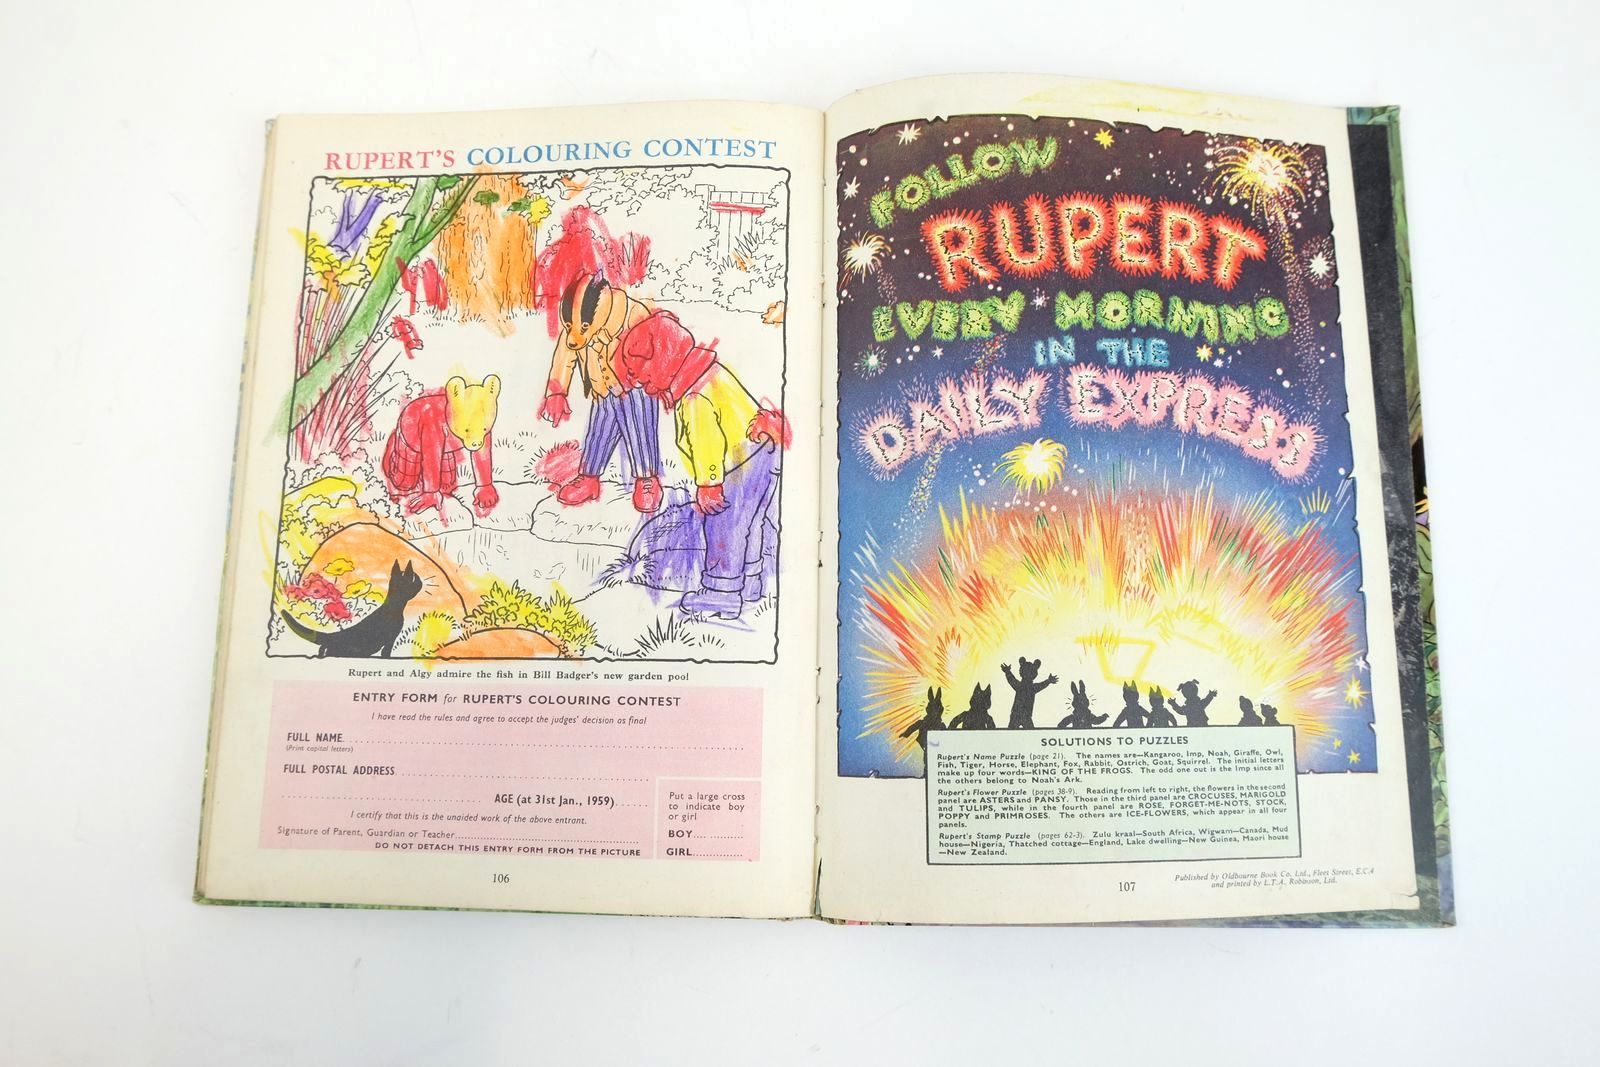 RUPERT'S COLOURING CONTEST
Rupert and Algy admire the fish in Bill Badger's new garden pool
ENTRY FORM for RUPERT'S COLOURING CONTEST
I have read the rules and agree to accept the judges' decision as final
FULL NAME
(Print capital letters)
FULL POSTAL ADDRESS
AGE (at 31st Jan., 1959)
I certify that this is the unaided work of the above entrant.
Signature of Parent, Guardian or Teacher
DO NOT DETACH THIS ENTRY FORM FROM THE PICTURE
Put a large cross
to indicate boy
or girl
BOY
GIRL
106
FOLLOW
RUPERT
EVERY MORNING
IN THE
DAILY EXPRESS
SOLUTIONS TO PUZZLES
Rupert's Name Puzzle (page 21). The names are—Kangaroo, Imp, Noah, Giraffe, Owl,
Fish, Tiger, Horse, Elephant, Fox, Rabbit, Ostrich, Goat, Squirrel. The initial letters
make up four words—KING OF THE FROGS. The odd one out is the Imp since all
the others belong to Noah's Ark.
Rupert's Flower Puzzle (pages 38-9). Reading from left to right, the flowers in the second
panel are ASTERS and PANSY. Those in the third panel are CROCUSES, MARIGOLD
and TULIPS, while in the fourth panel are ROSE, FORGET-ME-NOTS, STOCK,
POPPY and PRIMROSES. The others are ICE-FLOWERS, which appear in all four
panels.
Rupert's Stamp Puzzle (pages 62-3). Zulu kraal—South Africa, Wigwam—Canada, Mud
house—Nigeria, Thatched cottage—England, Lake dwelling—New Guinea, Maori house
—New Zealand.
107
Published by Oldbourne Book Co. Ltd., Fleet Street, E.C.4
and printed by L.T.A. Robinson, Ltd.